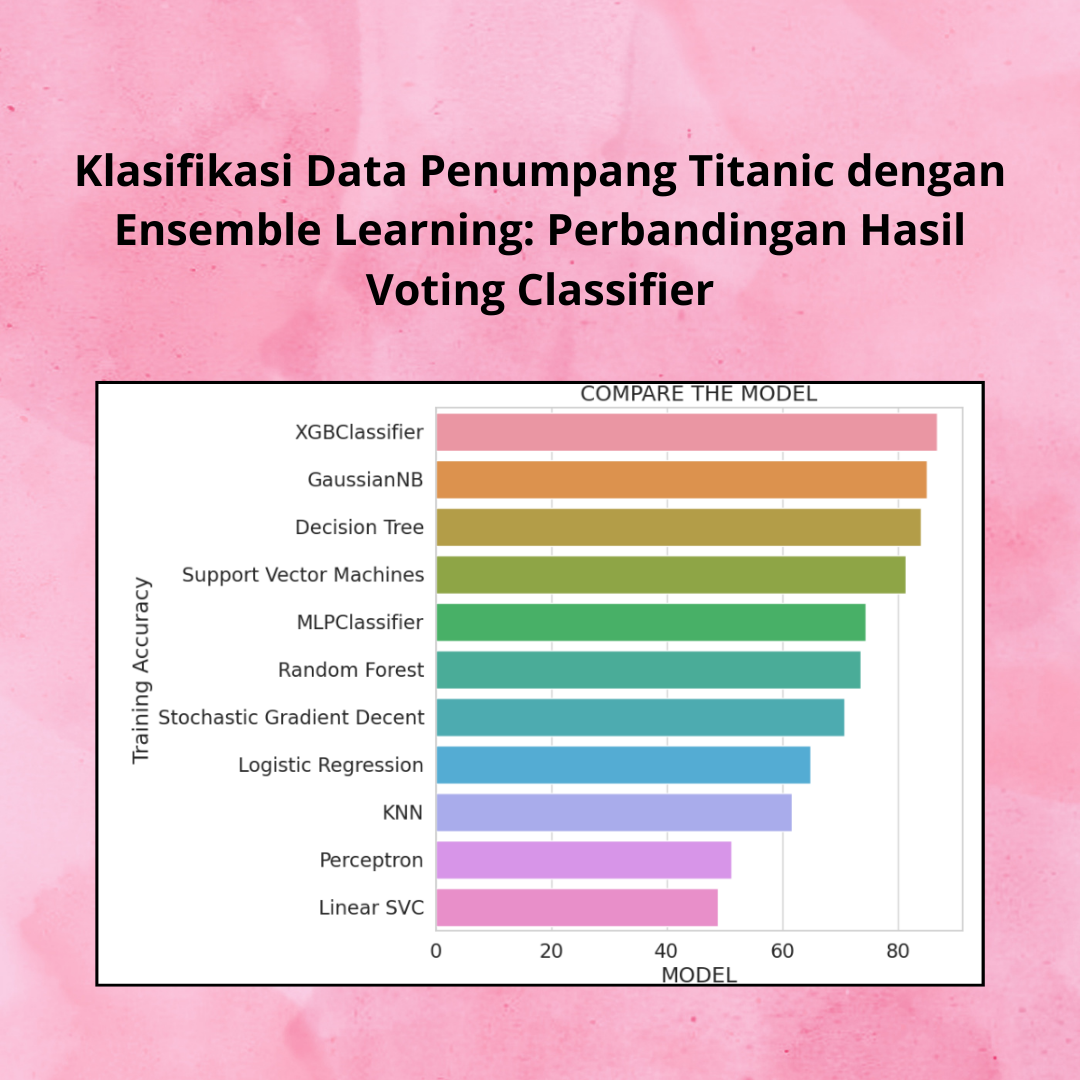 Klasifikasi Data Penumpang Titanic dengan
Ensemble Learning: Perbandingan Hasil
Voting Classifier
COMPARE THE MODEL
XGBClassifier
GaussianNB
Decision Tree
Support Vector Machines
MLPClassifier
Random Forest
Stochastic Gradient Decent
Logistic Regression
KNN
Perceptron
Linear SVC
Training Accuracy
0 20 40 60 80
MODEL